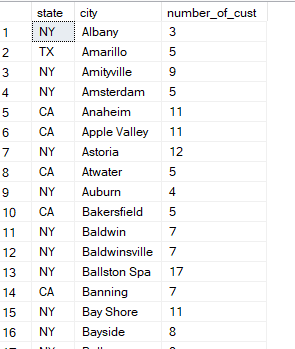 state city number_of_cust
1 NY Albany 3
2 TX Amarillo 5
3 NY Amityville 9
4 NY Amsterdam 5
5 CA Anaheim 11
6 CA Apple Valley 11
7 NY Astoria 12
8 CA Atwater 5
9 NY Auburn 4
10 CA Bakersfield 5
11 NY Baldwin 7
12 NY Baldwinsville 7
13 NY Ballston Spa 17
14 CA Banning 7
15 NY Bay Shore 11
16 NY Bayside 8